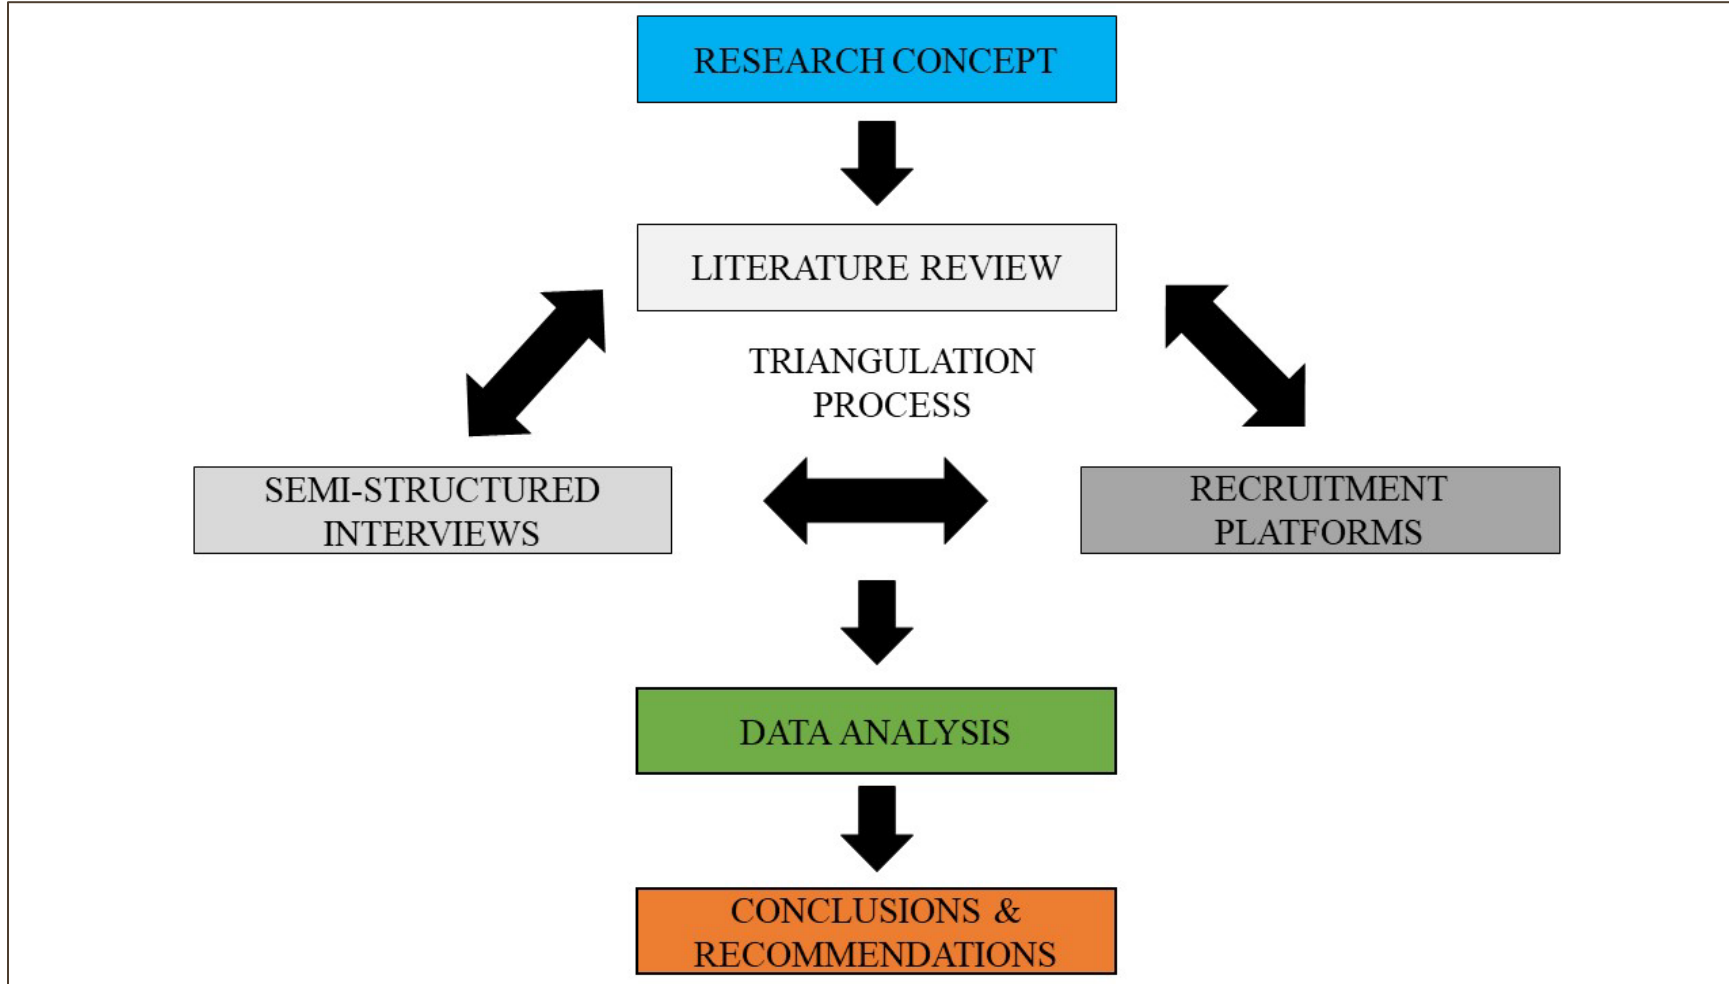 RESEARCH CONCEPT
LITERATURE REVIEW
TRIANGULATION
PROCESS
SEMI-STRUCTURED
INTERVIEWS
RECRUITMENT
PLATFORMS
DATA ANALYSIS
CONCLUSIONS &
RECOMMENDATIONS